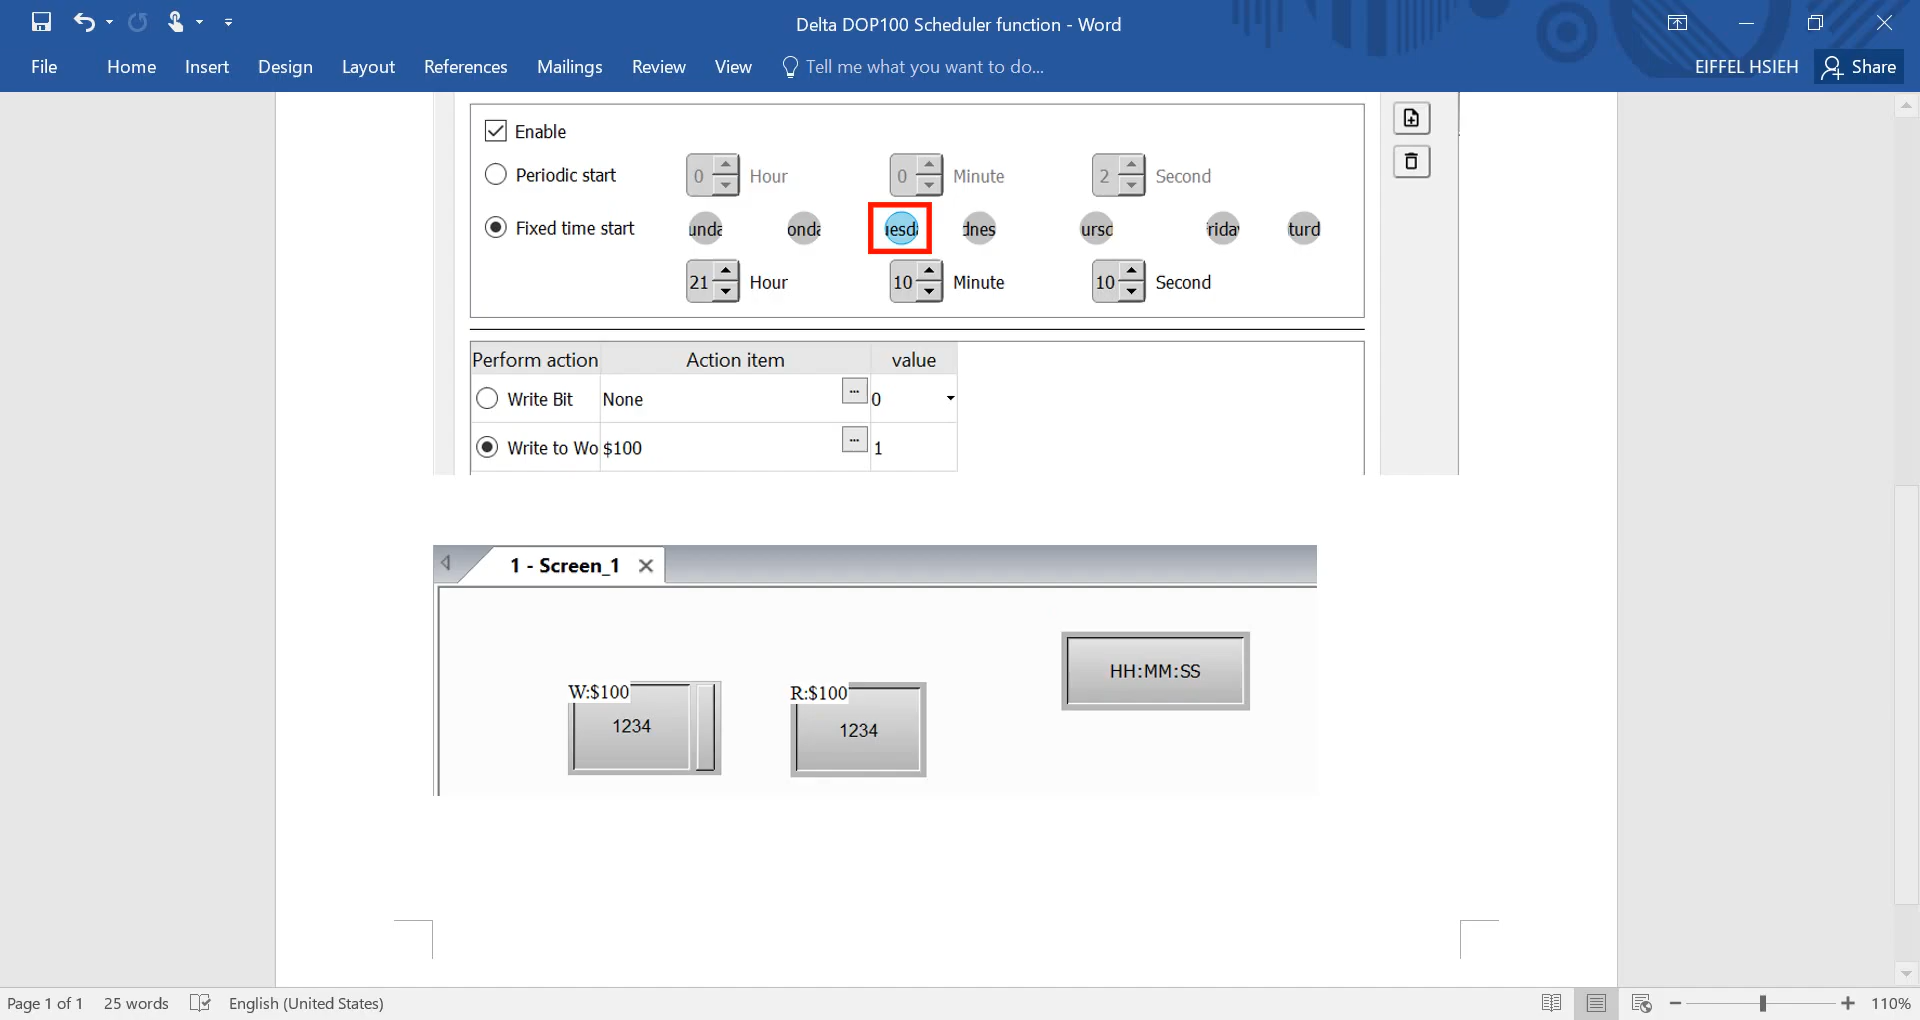 Delta DOP100 Scheduler function - Word
File Home Insert Design Layout References Mailings Review View Tell me what you want to do... EIFFEL HSIEH Share
Enable
Periodic start 0 Hour 0 Minute 2 Second
Fixed time start unda onda uesda dnes ursd rida turd
21 Hour 10 Minute 10 Second
Perform action Action item value
Write Bit None ... 0
Write to Wo $100 ... 1
1 - Screen_1
HH:MM:SS
W:$100 R:$100
1234 1234
Page 1 of 1 25 words English (United States) 110%